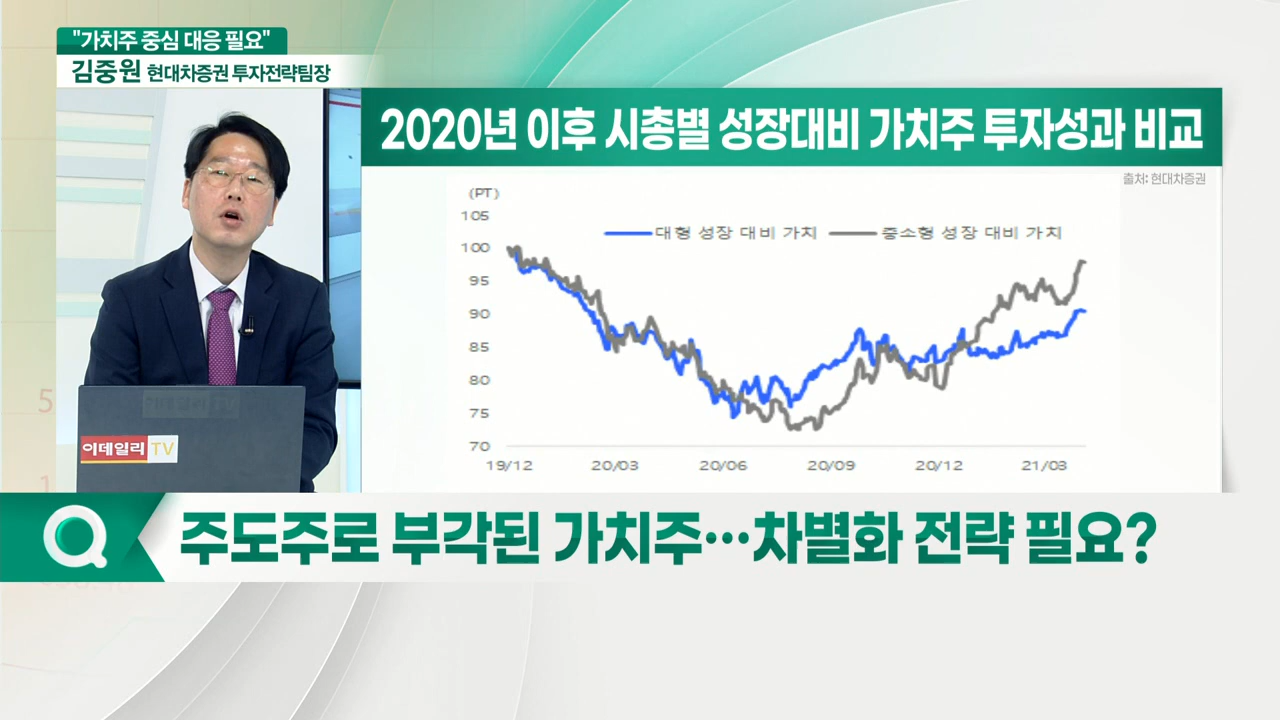 "가치주 중심 대응 필요"
김중원 현대차증권 투자전략팀장
2020년 이후 시총별 성장대비 가치주 투자성과 비교
출처: 현대차증권
(PT)
대형 성장 대비 가치 중소형 성장 대비 가치
105
100
95
90
85
80
75
70
19/12 20/03 20/06 20/09 20/12 21/03
이데일리 TV
주도주로 부각된 가치주…차별화 전략 필요?